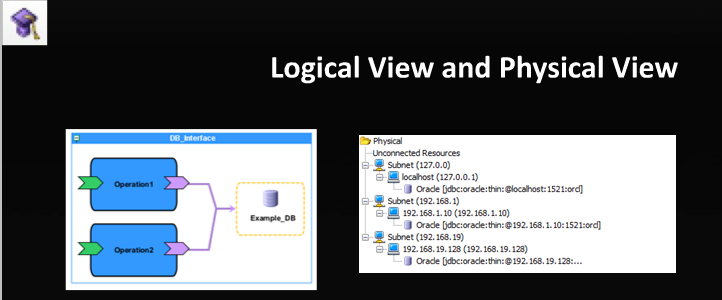 Logical View and Physical View
DB_Interface
Operation1
Example_DB
Operation2
Physical
Unconnected Resources
Subnet (127.0.0)
localhost (127.0.0.1)
Oracle [jdbc:oracle:thin:@localhost:1521:ord]
Subnet (192.168.1)
192.168.1.10 (192.168.1.10)
Oracle [jdbc:oracle:thin:@192.168.1.10:1521:ord]
Subnet (192.168.19)
192.168.19.128 (192.168.19.128)
Oracle [jdbc:oracle:thin:@192.168.19.128:...